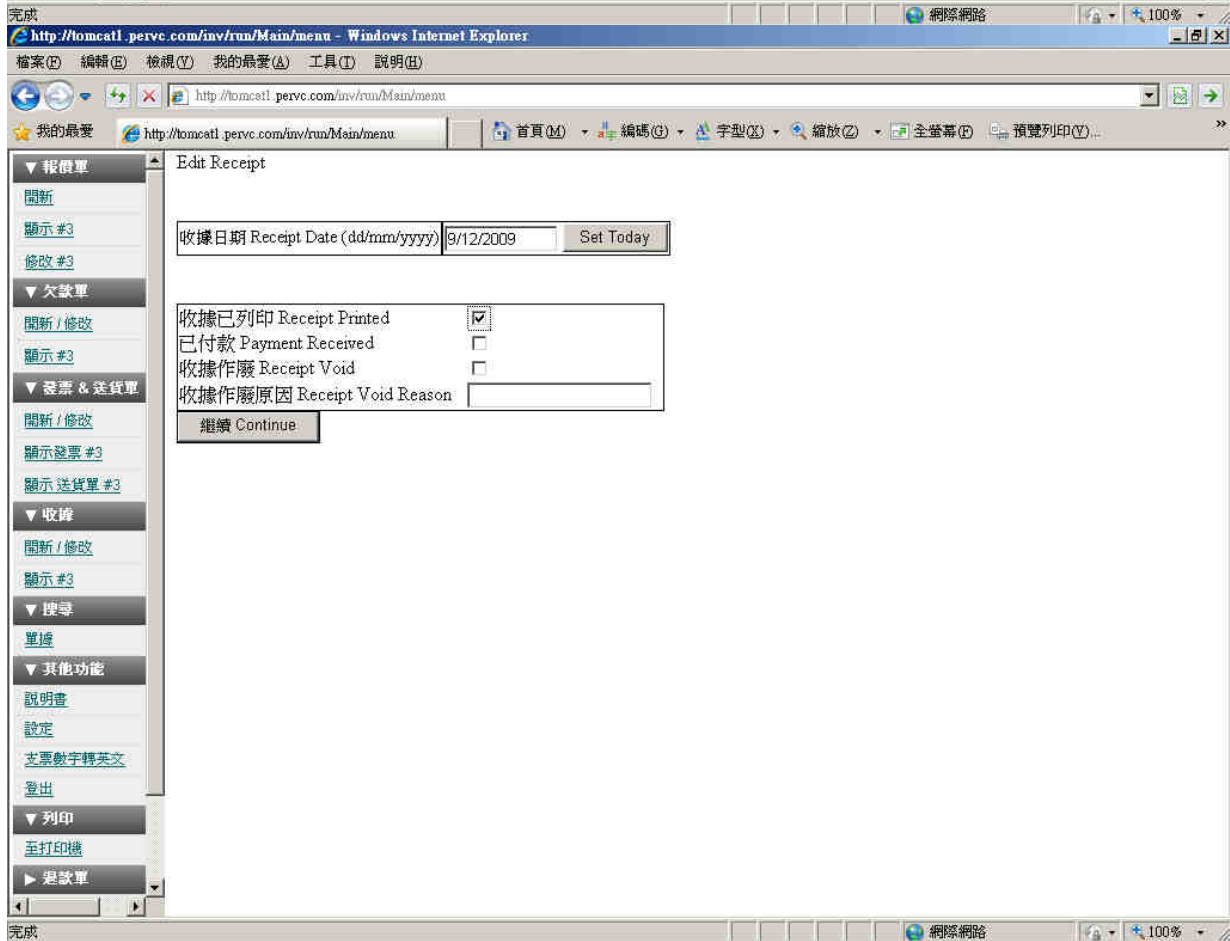 完成
網際網路
100%
http://tomcat1.pervc.com/inv/run/Main/menu - Windows Internet Explorer
檔案(F) 編輯(E) 檢視(V) 我的最愛(A) 工具(T) 說明(H)
http://tomcat1.pervc.com/inv/run/Main/menu
我的最愛 http://tomcat1.pervc.com/inv/run/Main/menu 首頁(M) 編碼(G) 字型(X) 縮放(Z) 全螢幕(F) 預覽列印(V)... »
▼ 報價單
開新
顯示 #3
修改 #3
▼ 欠款單
開新 / 修改
顯示 #3
▼ 發票 & 送貨單
開新 / 修改
顯示發票 #3
顯示 送貨單 #3
▼ 收據
開新 / 修改
顯示 #3
▼ 搜尋
單據
▼ 其他功能
說明書
設定
支票數字轉英文
登出
▼ 列印
至打印機
▶ 退款單
Edit Receipt
收據日期 Receipt Date (dd/mm/yyyy) 9/12/2009 Set Today
收據已列印 Receipt Printed
已付款 Payment Received
收據作廢 Receipt Void
收據作廢原因 Receipt Void Reason
繼續 Continue
完成
網際網路
100%